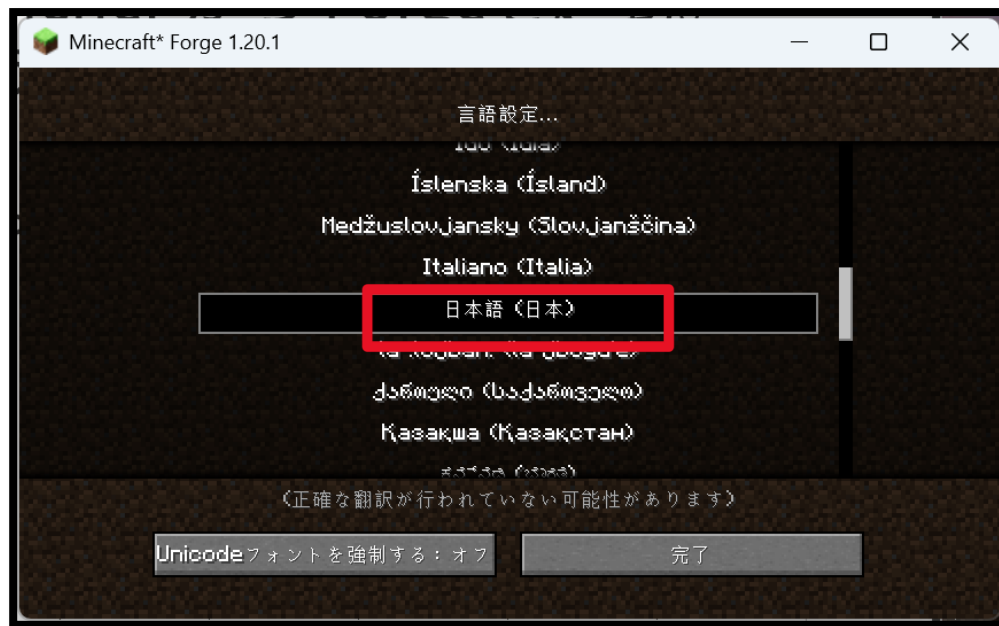 Minecraft* Forge 1.20.1
言語設定...
Íslenska (Ísland)
Medžuslovjansky (Slovjanščina)
Italiano (Italia)
日本語 (日本)
ქართული (საქართველო)
Қазақша (Қазақстан)
(正確な翻訳が行われていない可能性があります)
Unicodeフォントを強制する：オフ
完了